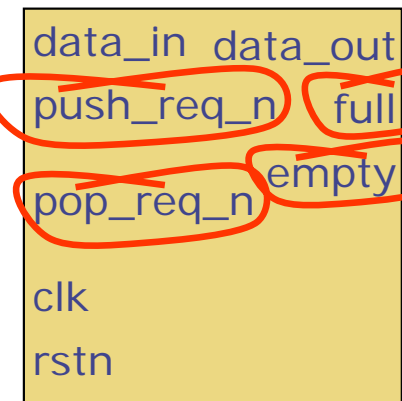 data_in data_out
push_req_n full
empty
pop_req_n
clk
rstn